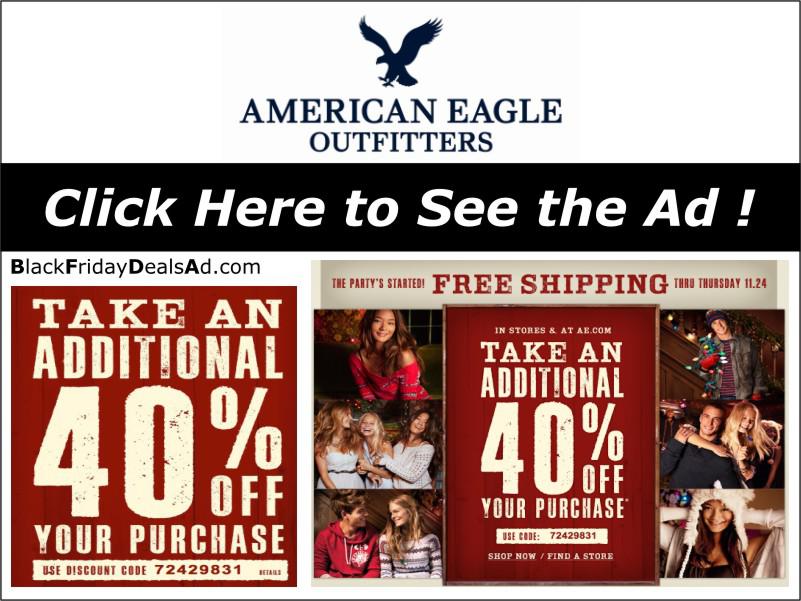 AMERICAN EAGLE
OUTFITTERS
Click Here to See the Ad !
BlackFridayDealsAd.com
TAKE AN
ADDITIONAL
40% OFF
YOUR PURCHASE
USE DISCOUNT CODE 72429831 DETAILS
THE PARTY'S STARTED! FREE SHIPPING THRU THURSDAY 11.24
IN STORES & AT AE.COM
TAKE AN
ADDITIONAL
40% OFF
YOUR PURCHASE*
USE CODE: 72429831
SHOP NOW / FIND A STORE